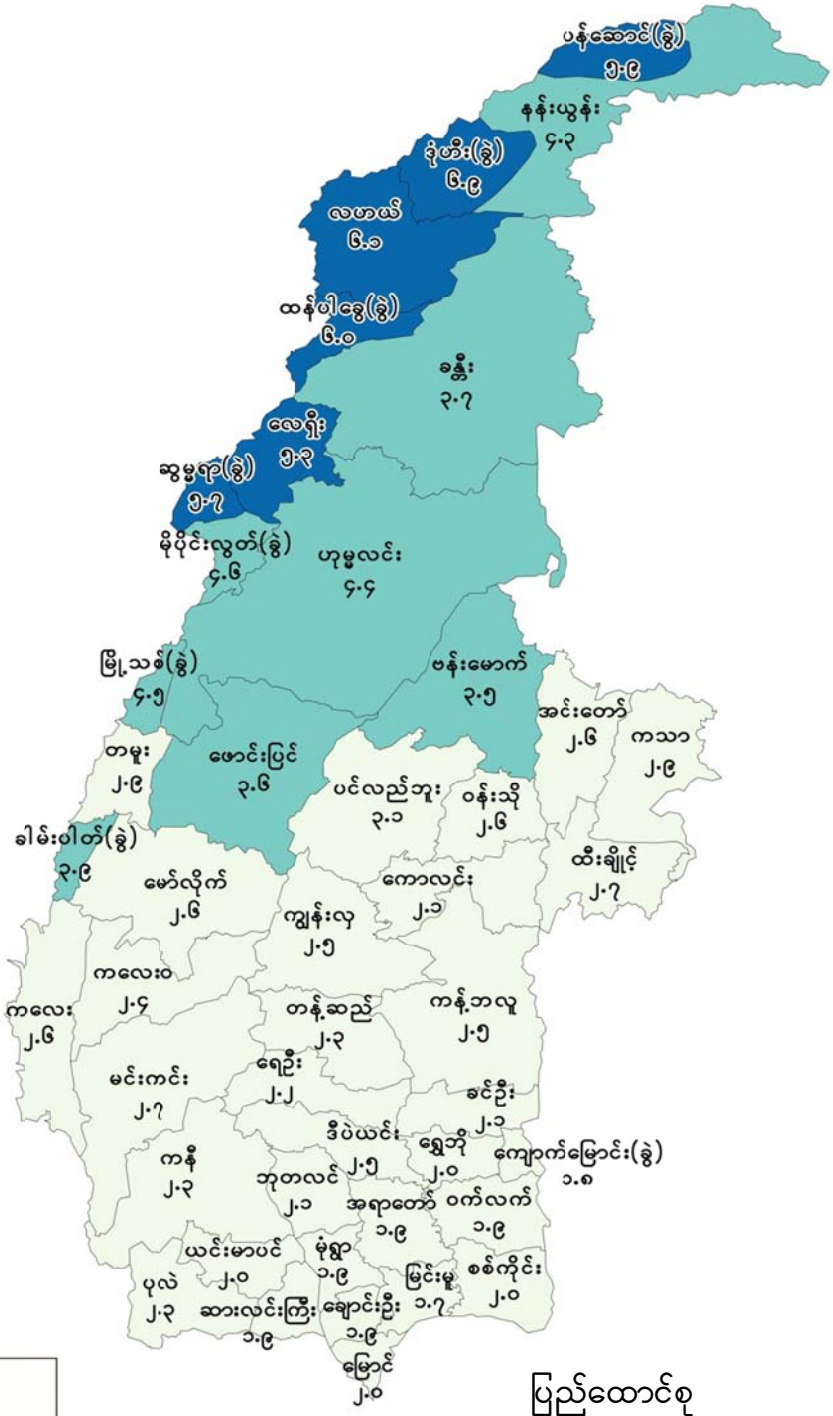 ပန်ဆောင်(ခွဲ)
၅.၉
နန်းယွန်း
၄.၃
ဒုံဟီး(ခွဲ)
၆.၉
လဟယ်
၆.၁
ထန်ပါခွေ(ခွဲ)
၆.၀
ခန္တီး
၃.၇
လေရှီး
၅.၃
ဆွမ္မရာ(ခွဲ)
၅.၇
မိုပိုင်းလွတ်(ခွဲ)
၄.၆
ဟုမ္မလင်း
၄.၄
မြို့သစ်(ခွဲ)
၄.၅
ဗန်းမောက်
၃.၅
အင်းတော်
၂.၆
ကသာ
၂.၉
တမူး
၂.၉
ဖောင်းပြင်
၃.၆
ပင်လည်ဘူး
၃.၁
ဝန်းသို
၂.၆
ခါမ်းပါတ်(ခွဲ)
၃.၉
မော်လိုက်
၂.၆
ကောလင်း
၂.၁
ထီးချိုင့်
၂.၇
ကျွန်းလှ
၂.၅
ကလေးဝ
၂.၄
ကလေး
၂.၆
တန့်ဆည်
၂.၃
ကန့်ဘလူ
၂.၅
ရေဦး
၂.၂
မင်းကင်း
၂.၇
ခင်ဦး
၂.၁
ဒီပဲယင်း
၂.၅
ရွှေဘို
၂.၀
ကျောက်မြောင်း(ခွဲ)
၁.၈
ကနီ
၂.၃
ဘုတလင်
၂.၁
အရာတော်
၁.၉
ဝက်လက်
၁.၉
ယင်းမာပင်
၂.၀
မုံရွာ
၁.၉
မြင်းမူ
၁.၇
စစ်ကိုင်း
၂.၀
ပုလဲ
၂.၃
ဆားလင်းကြီး
၁.၉
ချောင်းဦး
၁.၉
မြောင်
၂.၀
ပြည်ထောင်စု